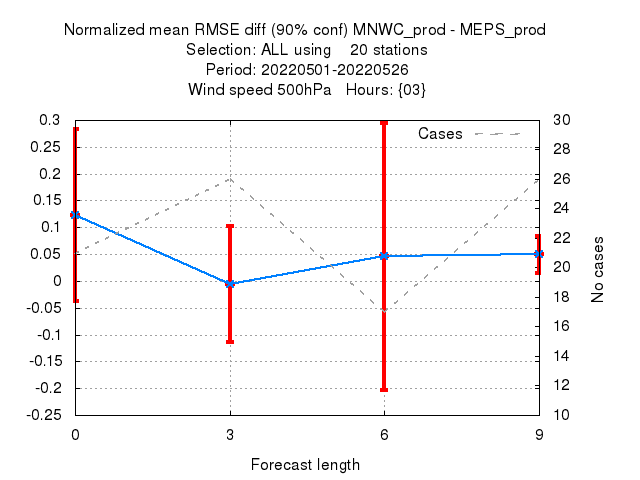 Normalized mean RMSE diff (90% conf) MNWC_prod - MEPS_prod
Selection: ALL using 20 stations
Period: 20220501-20220526
Wind speed 500hPa Hours: {03}
Cases
0.3
0.25
0.2
0.15
0.1
0.05
0
-0.05
-0.1
-0.15
-0.2
-0.25
30
28
26
24
22
20
18
16
14
12
10
No cases
0 3 6 9
Forecast length